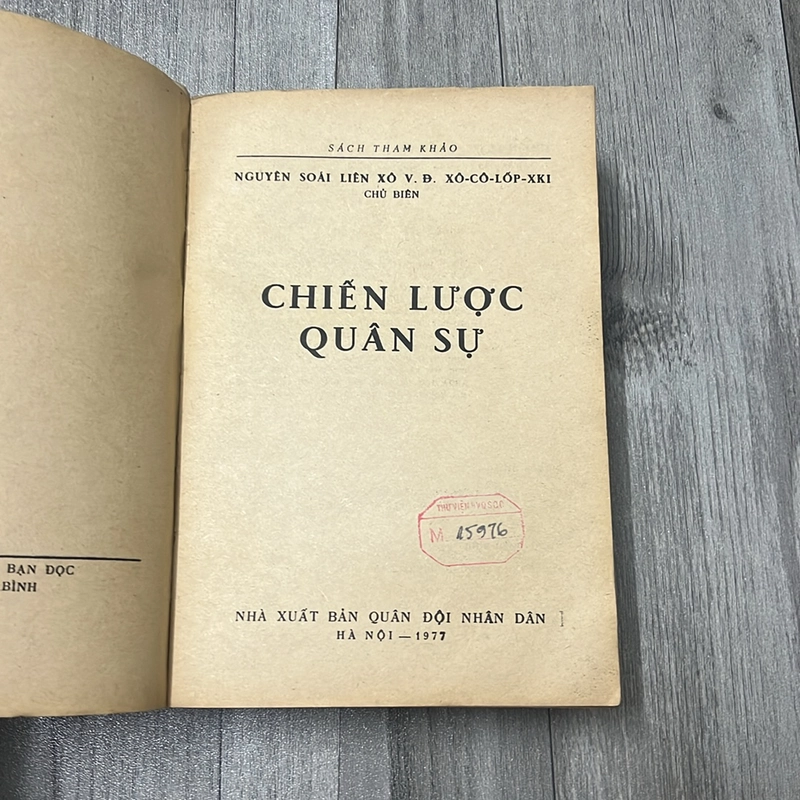 BẠN ĐỌC
BÌNH
SÁCH THAM KHẢO
NGUYÊN SOÁI LIÊN XÔ V. Đ. XÔ-CÔ-LỐP-XKI
CHỦ BIÊN
CHIẾN LƯỢC
QUÂN SỰ
M. 15976
NHÀ XUẤT BẢN QUÂN ĐỘI NHÂN DÂN
HÀ NỘI — 1977